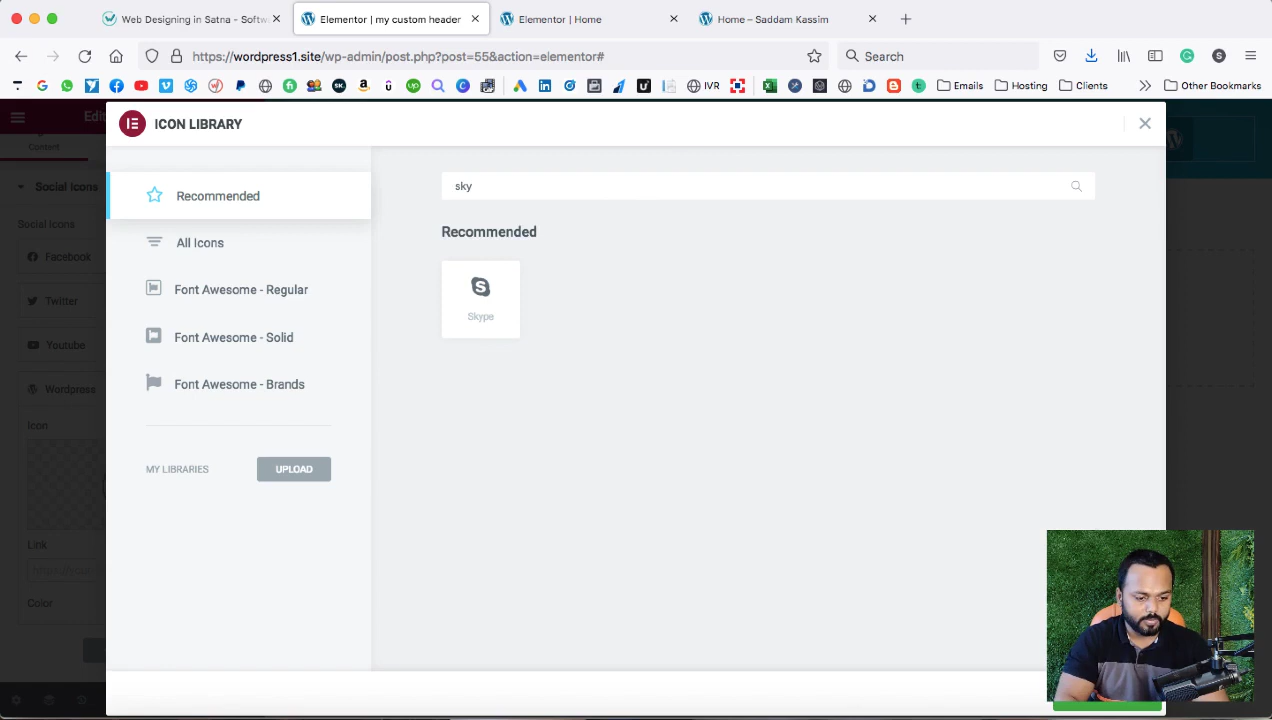 Web Designing in Satna - Softw
Elementor | my custom header
Elementor | Home
Home – Saddam Kassim
https://wordpress1.site/wp-admin/post.php?post=55&action=elementor#
Search
IVR
Emails
Hosting
Clients
Other Bookmarks
Edi
ICON LIBRARY
Content
Social Icons
Social Icons
Facebook
Twitter
Youtube
Wordpress
Icon
Link
Color
Recommended
All Icons
Font Awesome - Regular
Font Awesome - Solid
Font Awesome - Brands
MY LIBRARIES
UPLOAD
sky
Recommended
Skype